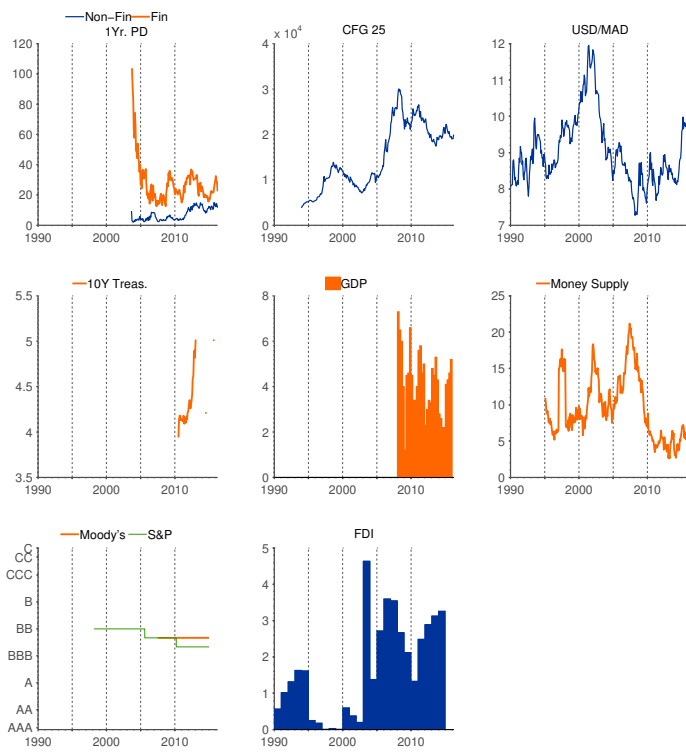 Non−Fin Fin
1Yr. PD
120
100
80
60
40
20
0
1990 2000 2010
x 10⁴
CFG 25
4
3
2
1
0
1990 2000 2010
USD/MAD
12
11
10
9
8
7
1990 2000 2010
10Y Treas.
5.5
5
4.5
4
3.5
1990 2000 2010
GDP
8
6
4
2
0
1990 2000 2010
Money Supply
25
20
15
10
5
0
1990 2000 2010
Moody's S&P
C
CC
CCC
B
BB
BBB
A
AA
AAA
1990 2000 2010
FDI
5
4
3
2
1
0
1990 2000 2010